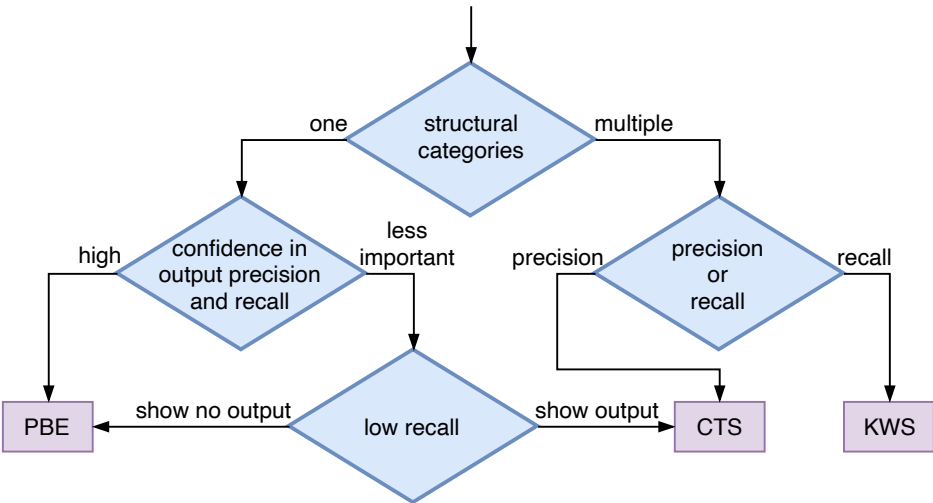 one
structural
categories
multiple
high
confidence in
output precision
and recall
less
important
precision
precision
or
recall
recall
PBE
show no output
low recall
show output
CTS
KWS